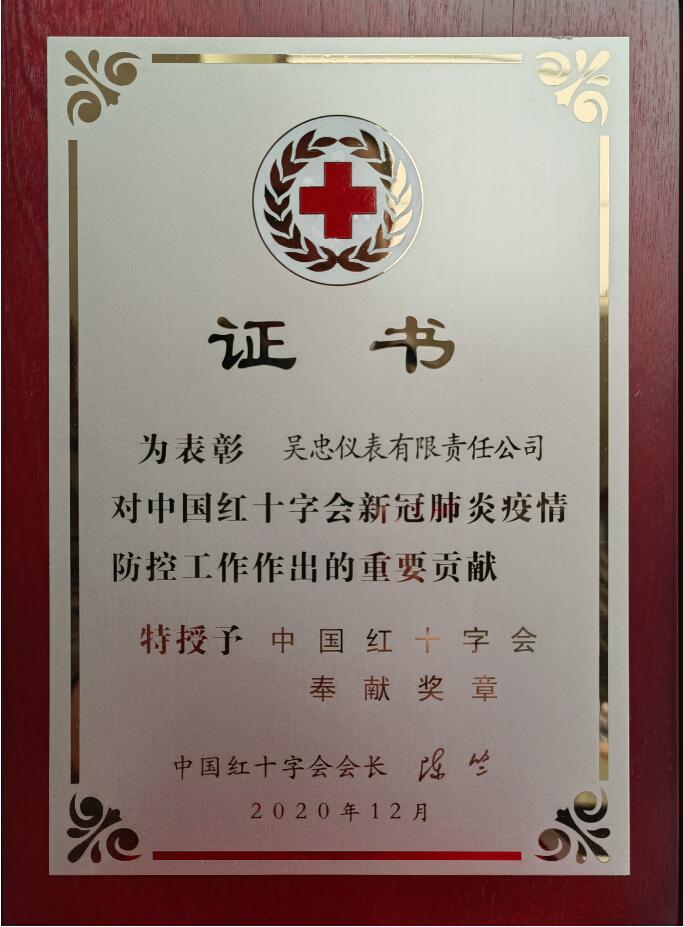 证书
为表彰 吴忠仪表有限责任公司
对中国红十字会新冠肺炎疫情
防控工作作出的重要贡献
特授予 中国红十字会
奉献奖章
中国红十字会会长 陈竺
2020年12月